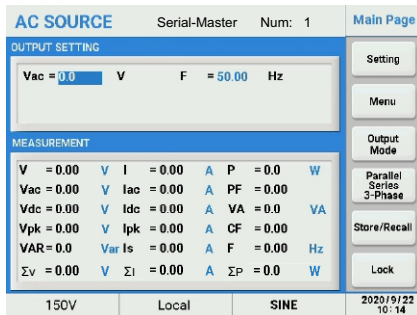 AC SOURCE Serial-Master Num: 1 Main Page
OUTPUT SETTING
Setting
Vac = 0.0 V F = 50.00 Hz
Menu
Output
Mode
MEASUREMENT
V = 0.00 V I = 0.00 A P = 0.0 W
Parallel
Series
3-Phase
Vac = 0.00 V Iac = 0.00 A PF = 0.00
Vdc = 0.00 V Idc = 0.00 A VA = 0.0 VA
Vpk = 0.00 V Ipk = 0.00 A CF = 0.00
Store/Recall
VAR= 0.0 Var Is = 0.00 A F = 0.00 Hz
ΣV = 0.00 V ΣI = 0.00 A ΣP = 0.0 W
Lock
150V Local SINE 2020/9/22
10:14